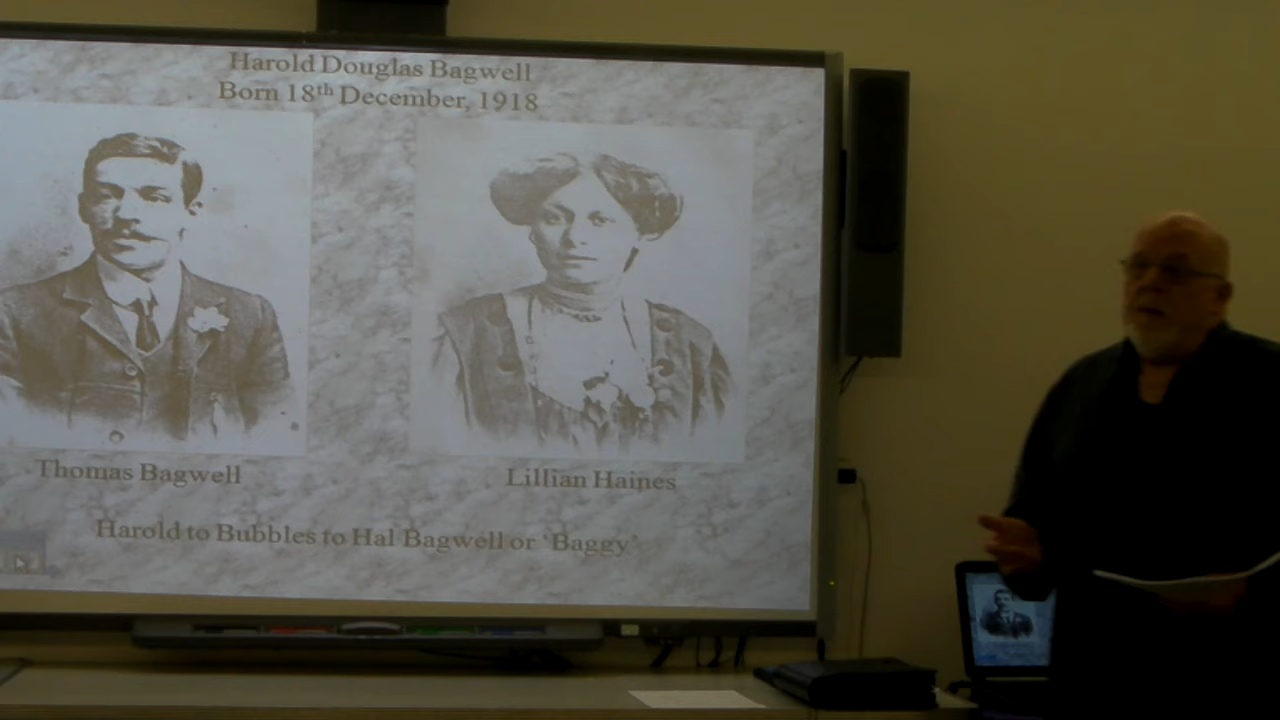 Harold Douglas Bagwell
Born 18th December, 1918
Thomas Bagwell
Lillian Haines
Harold to Bubbles to Hal Bagwell or 'Baggy'